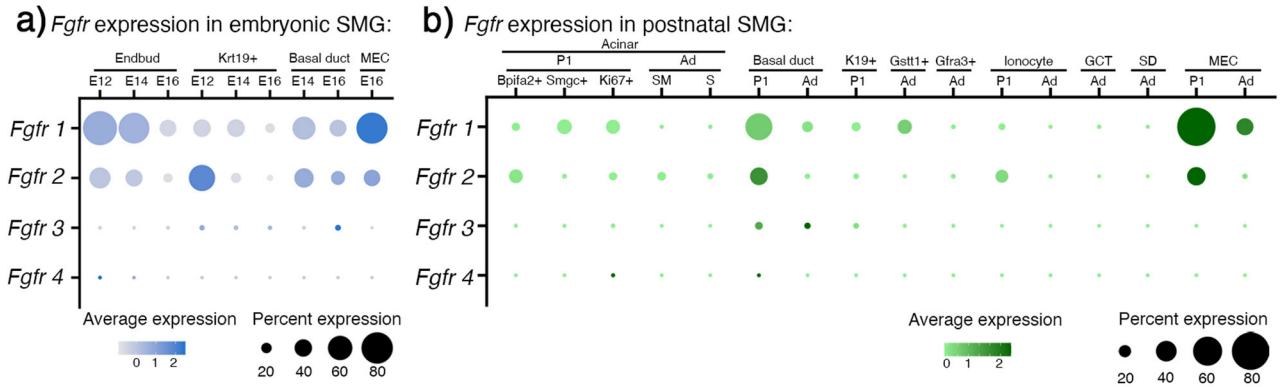 a) Fgfr expression in embryonic SMG:
Endbud Krt19+ Basal duct MEC
E12 E14 E16 E12 E14 E16 E14 E16 E16
Fgfr 1
Fgfr 2
Fgfr 3
Fgfr 4
Average expression
0 1 2
Percent expression
20 40 60 80
b) Fgfr expression in postnatal SMG:
Acinar
P1 Ad Basal duct K19+ Gstt1+ Gfra3+ Ionocyte GCT SD MEC
Bpifa2+ Smgc+ Ki67+ SM S P1 Ad P1 Ad Ad P1 Ad Ad Ad P1 Ad
Fgfr 1
Fgfr 2
Fgfr 3
Fgfr 4
Average expression
0 1 2
Percent expression
20 40 60 80